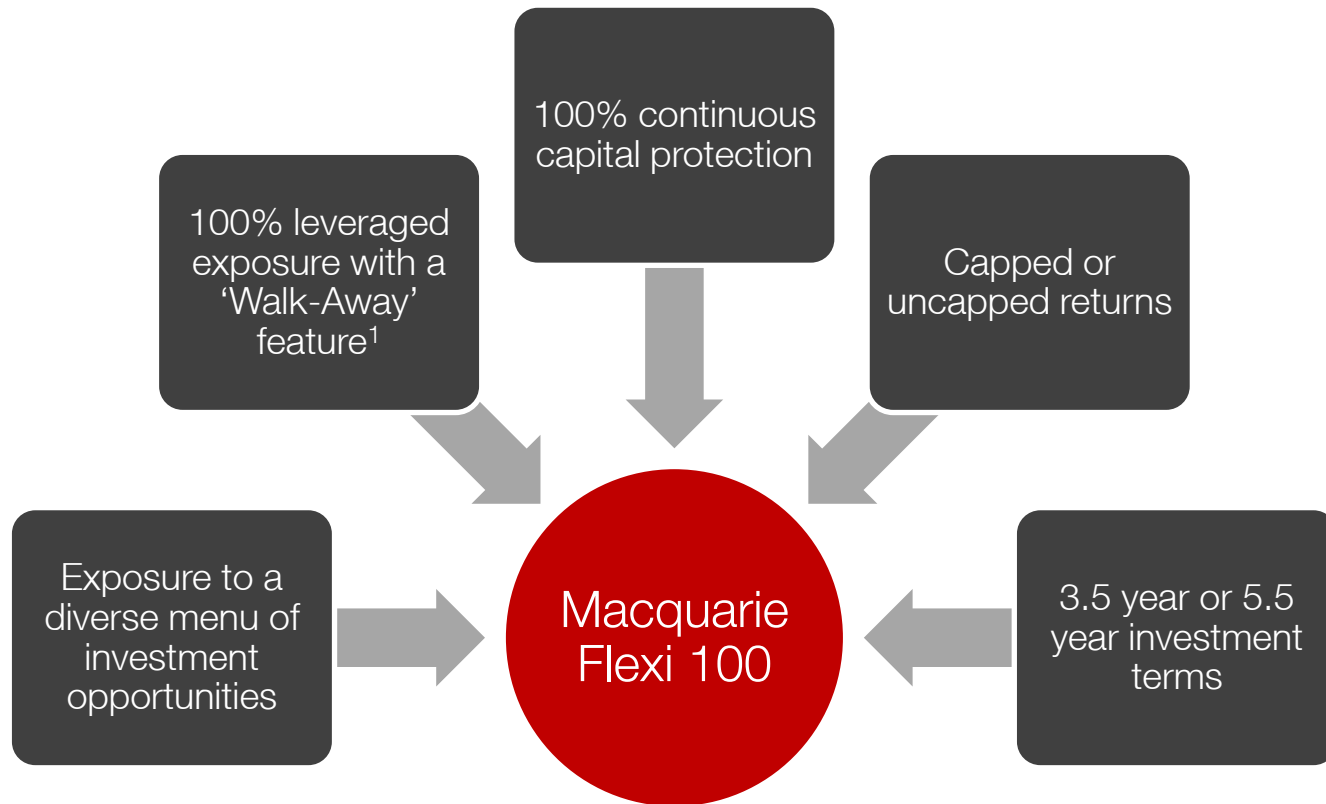 100% continuous
capital protection
100% leveraged
exposure with a
‘Walk-Away’
feature¹
Capped or
uncapped returns
Exposure to a
diverse menu of
investment
opportunities
Macquarie
Flexi 100
3.5 year or 5.5
year investment
terms